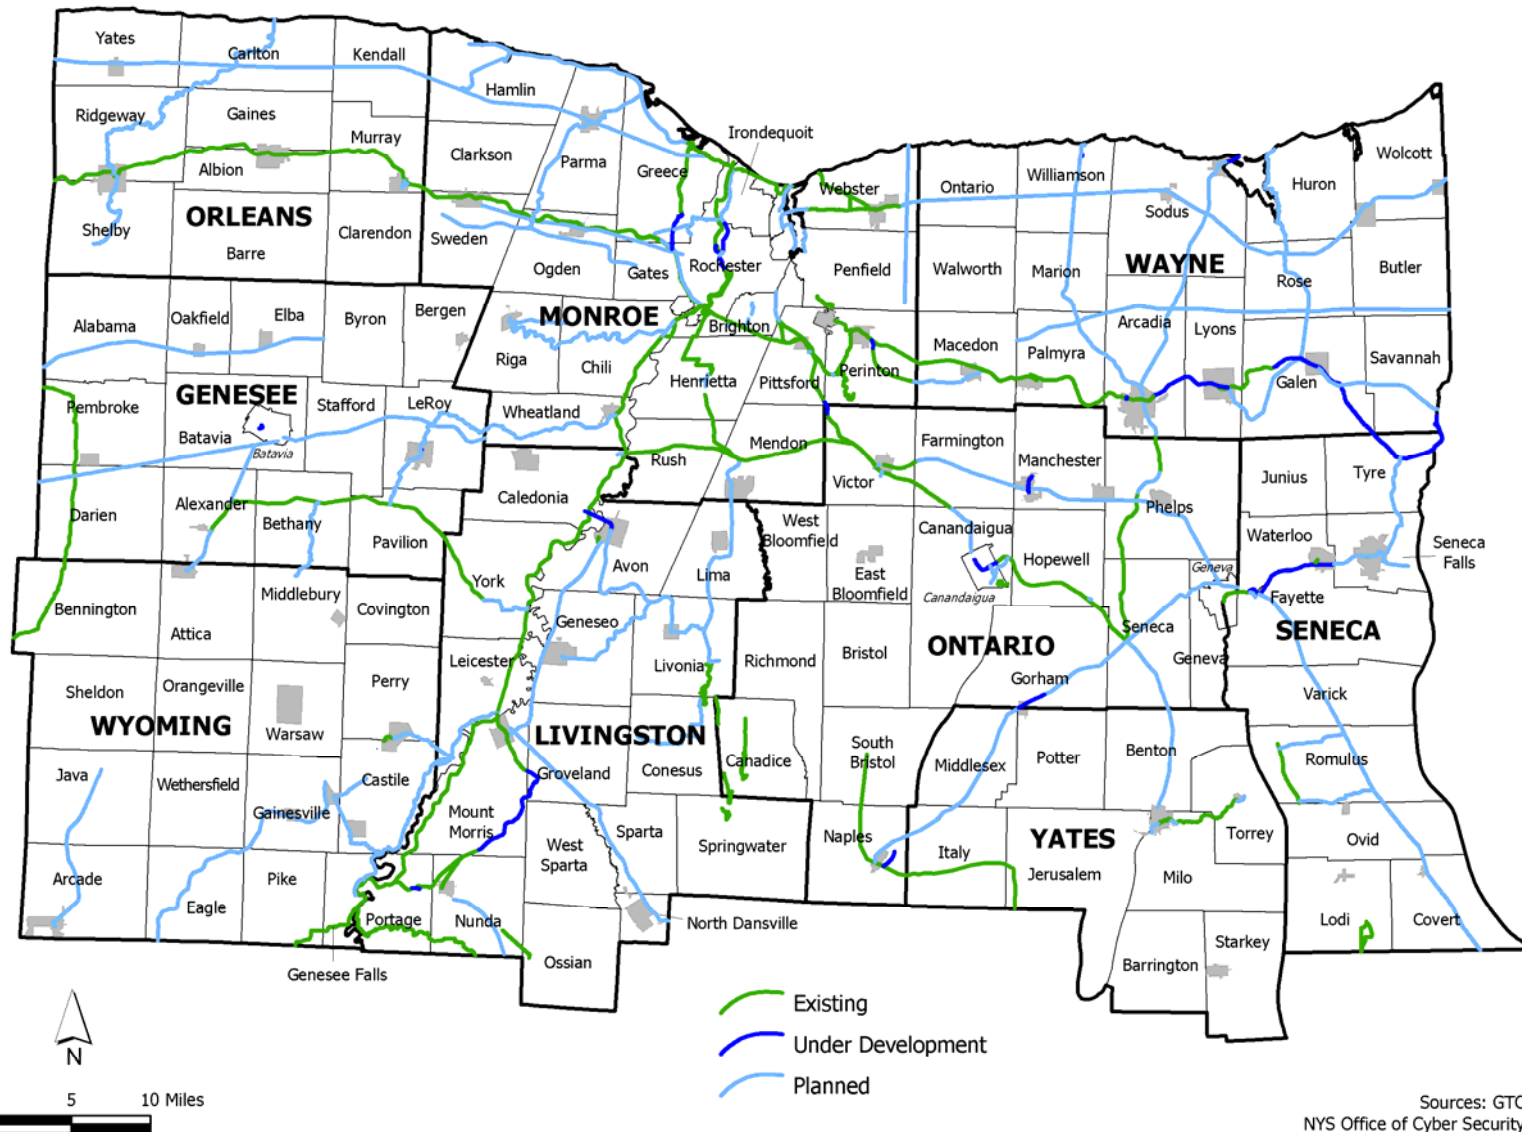 Yates
Carlton
Kendall
Hamlin
Ridgeway
Gaines
Murray
Clarkson
Parma
Irondequoit
Greece
Albion
Webster
Ontario
Williamson
Wolcott
Huron
Sodus
ORLEANS
Shelby
Barre
Clarendon
Sweden
Ogden
Gates
Rochester
Penfield
Walworth
Marion
WAYNE
Rose
Butler
Alabama
Oakfield
Elba
Byron
Bergen
MONROE
Brighton
Riga
Chili
Henrietta
Pittsford
Perinton
Macedon
Palmyra
Arcadia
Lyons
Galen
Savannah
GENESEE
Pembroke
Batavia
Batavia
Stafford
LeRoy
Wheatland
Rush
Mendon
Farmington
Victor
Manchester
Phelps
Junius
Tyre
Caledonia
Darien
Alexander
Bethany
Pavilion
West
Bloomfield
Canandaigua
Hopewell
Waterloo
Seneca
Falls
Geneva
Avon
Lima
East
Bloomfield
Canandaigua
Fayette
York
Bennington
Attica
Middlebury
Covington
Geneseo
Leicester
Livonia
Richmond
Bristol
ONTARIO
Seneca
Geneva
SENECA
Gorham
Varick
Sheldon
Orangeville
Perry
WYOMING
Warsaw
LIVINGSTON
Java
Wethersfield
Castile
Gainesville
Groveland
Conesus
Canadice
South
Bristol
Middlesex
Potter
Benton
Romulus
Mount
Morris
West
Sparta
Sparta
Springwater
Naples
Italy
YATES
Jerusalem
Torrey
Milo
Ovid
Arcade
Eagle
Pike
Portage
Nunda
North Dansville
Ossian
Genesee Falls
Lodi
Covert
Starkey
Barrington
Existing
Under Development
Planned
N
5 10 Miles
Sources: GTC
NYS Office of Cyber Security